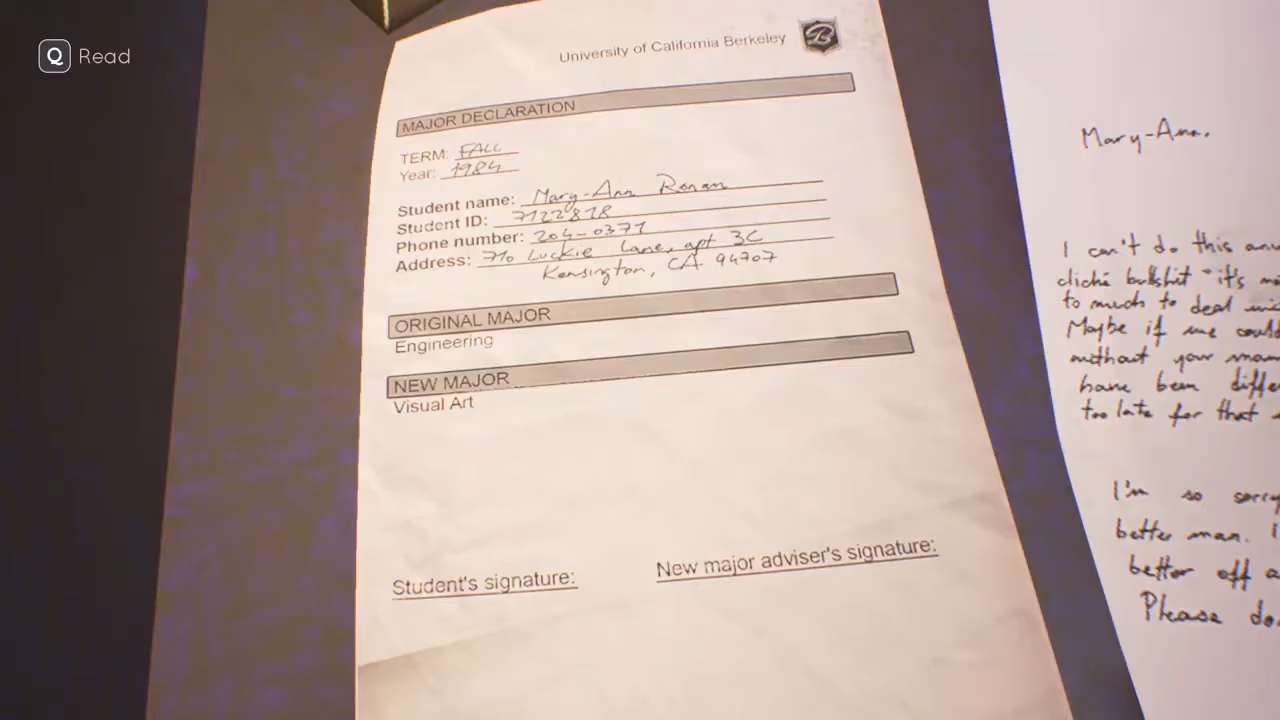 Q Read
University of California Berkeley
MAJOR DECLARATION
TERM: FALL
Year: 1984
Student name: Mary-Ann Ronan
Student ID: 7122818
Phone number: 204-0371
Address: 710 Luckie Lane, apt 3C
Kensington, CA 94707
ORIGINAL MAJOR
Engineering
NEW MAJOR
Visual Art
Student's signature:
New major adviser's signature:
Mary-Ann.
I can't do this
cliché bullshit "it's
to much to deal
Maybe if we
without your
have been
too late for that
I'm so sorry
better man. I
better off
Please